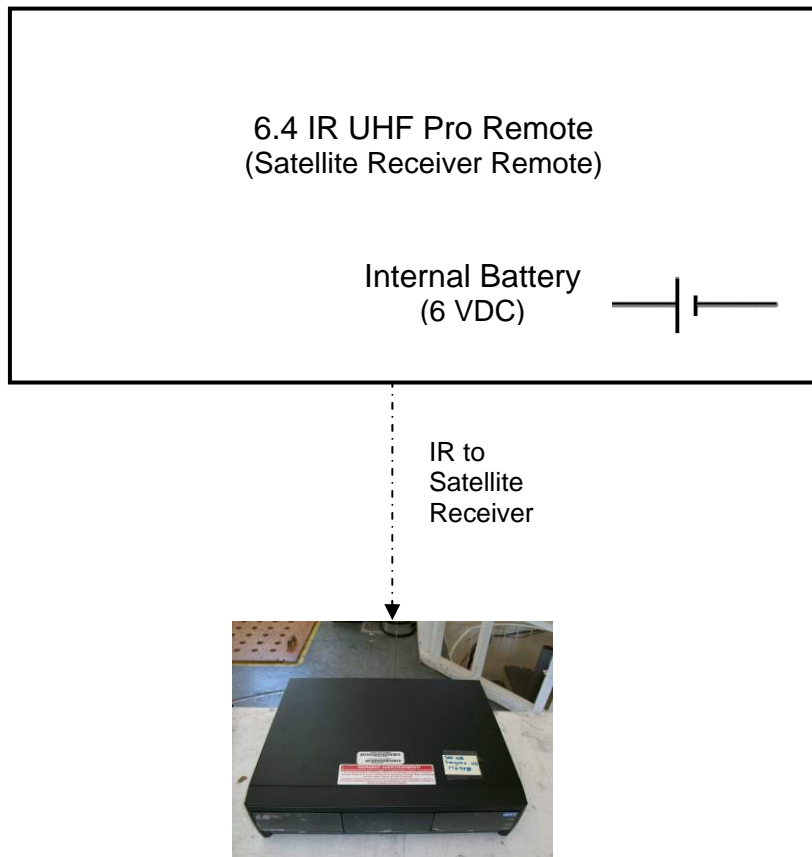 6.4 IR UHF Pro Remote
(Satellite Receiver Remote)
Internal Battery
(6 VDC)
IR to
Satellite
Receiver